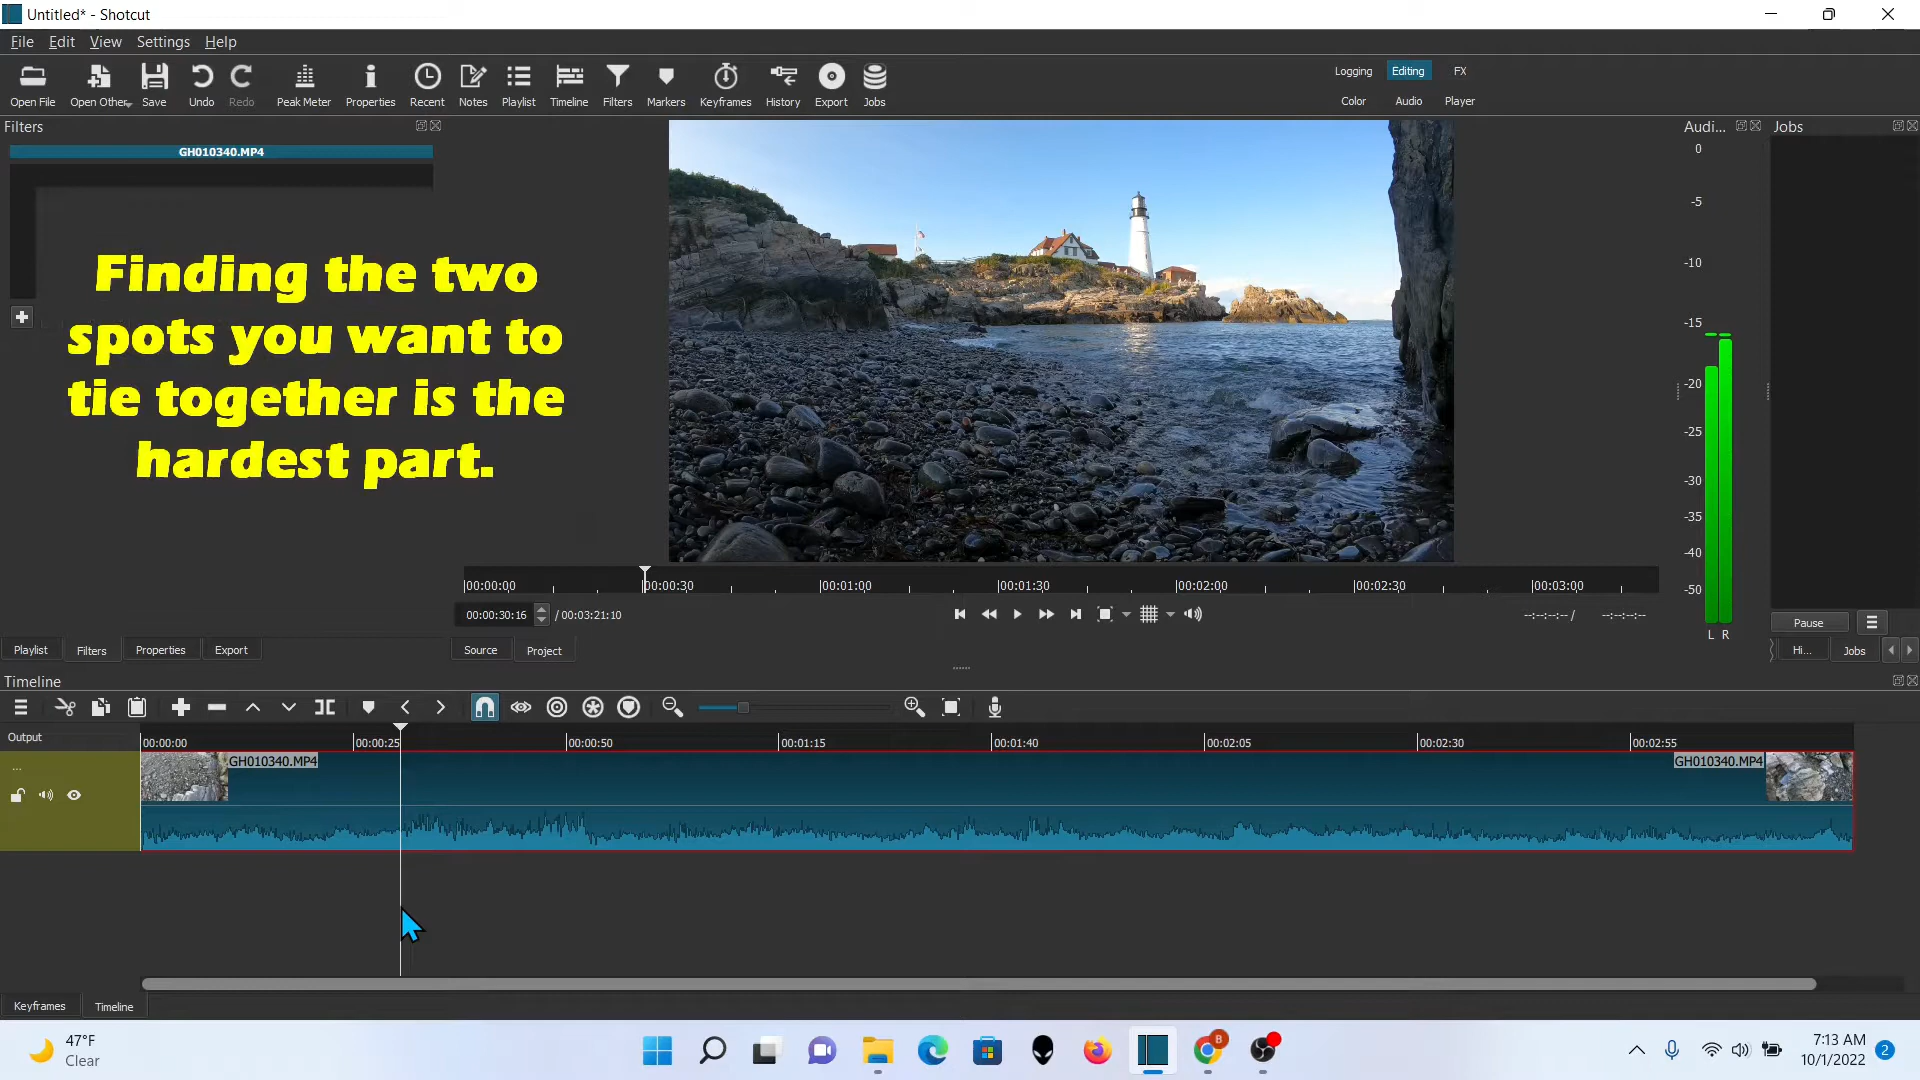 Untitled* - Shotcut
File Edit View Settings Help
Open File Open Other Save Undo Redo Peak Meter Properties Recent Notes Playlist Timeline Filters Markers Keyframes History Export Jobs
Logging Editing FX
Color Audio Player
Filters
Audi...
Jobs
GH010340.MP4
Finding the two
spots you want to
tie together is the
hardest part.
0
-5
-10
-15
-20
-25
-30
-35
-40
-50
L R
00:00:00 00:00:30 00:01:00 00:01:30 00:02:00 00:02:30 00:03:00
00:00:30:16 / 00:03:21:10
--:--:--:-- / --:--:--:--
Pause
Playlist Filters Properties Export
Source Project
Hi... Jobs
Timeline
Output
00:00:00 00:00:25 00:00:50 00:01:15 00:01:40 00:02:05 00:02:30 00:02:55
...
GH010340.MP4
GH010340.MP4
Keyframes Timeline
47°F
Clear
8
7:13 AM
10/1/2022
2